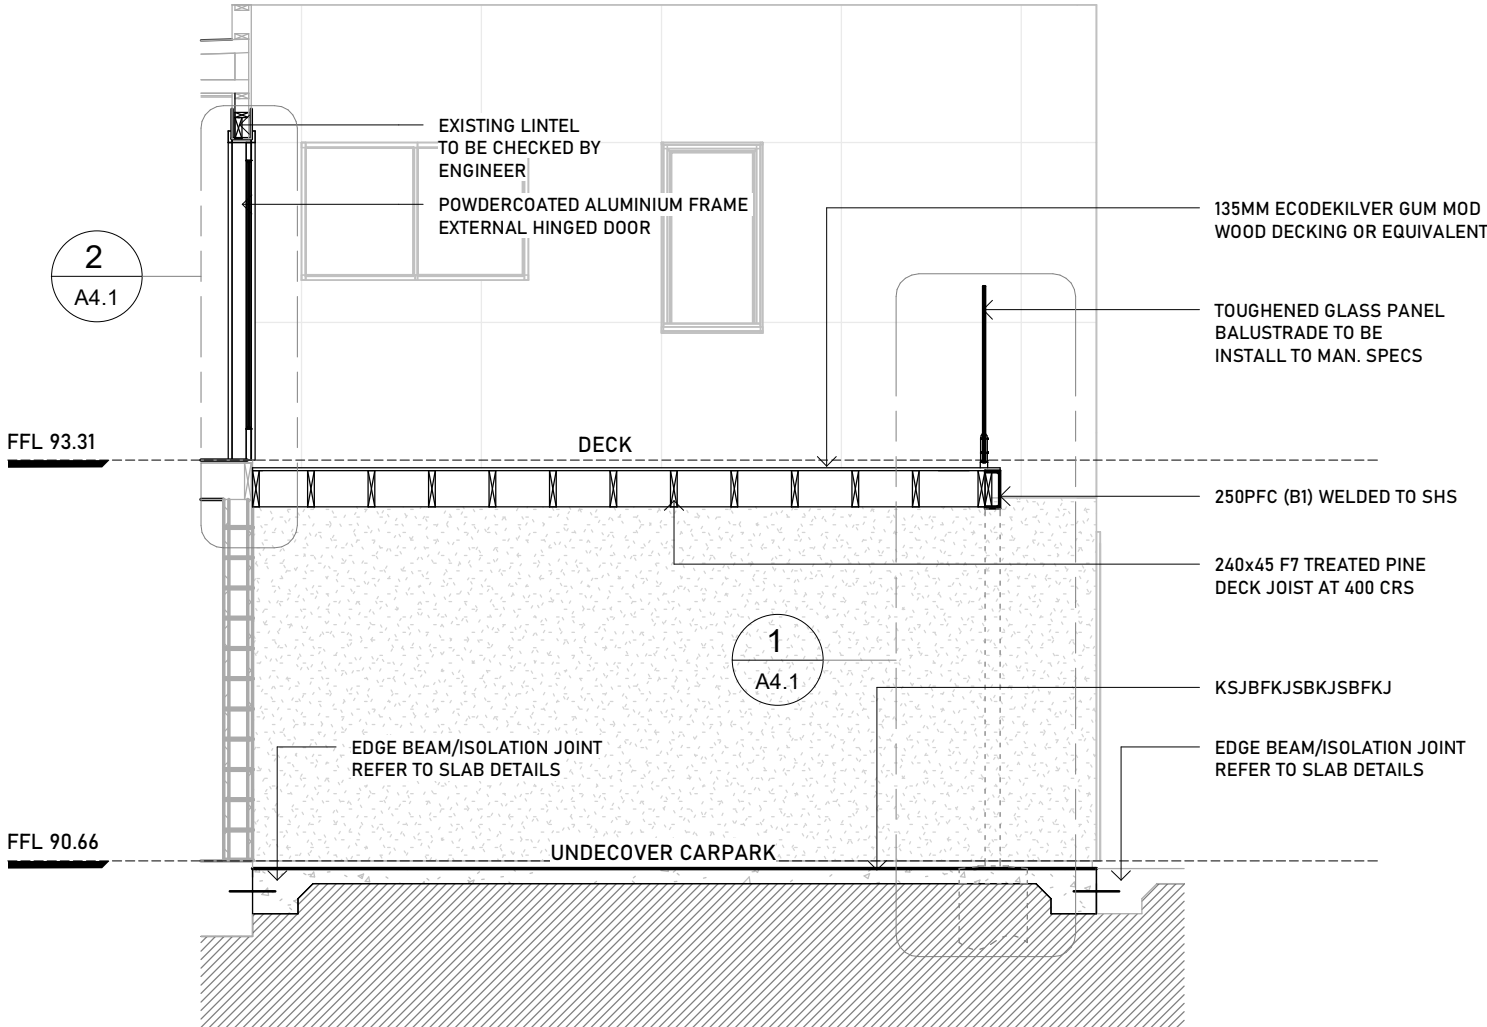 EXISTING LINTEL
TO BE CHECKED BY
ENGINEER
POWDERCOATED ALUMINIUM FRAME
EXTERNAL HINGED DOOR
135MM ECODEKILVER GUM MOD
WOOD DECKING OR EQUIVALENT
2
A4.1
TOUGHENED GLASS PANEL
BALUSTRADE TO BE
INSTALL TO MAN. SPECS
FFL 93.31
DECK
250PFC (B1) WELDED TO SHS
240x45 F7 TREATED PINE
DECK JOIST AT 400 CRS
1
A4.1
KSJBFKJSBKJSBFKJ
EDGE BEAM/ISOLATION JOINT
REFER TO SLAB DETAILS
EDGE BEAM/ISOLATION JOINT
REFER TO SLAB DETAILS
FFL 90.66
UNDECOVER CARPARK